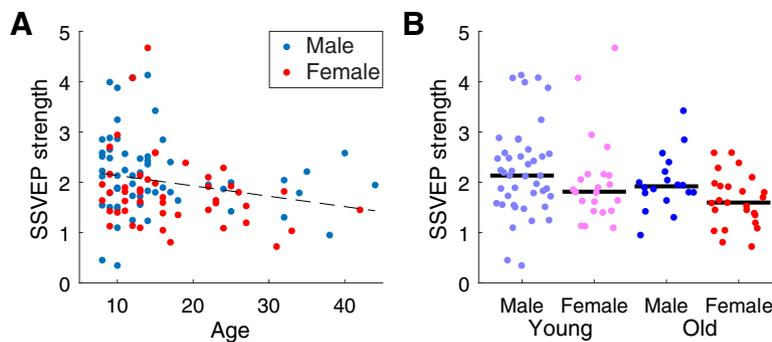 A
B
5
4
3
2
1
0
SSVEP strength
Male
Female
10
20
30
40
Age
5
4
3
2
1
0
SSVEP strength
Male
Female
Male
Female
Young
Old